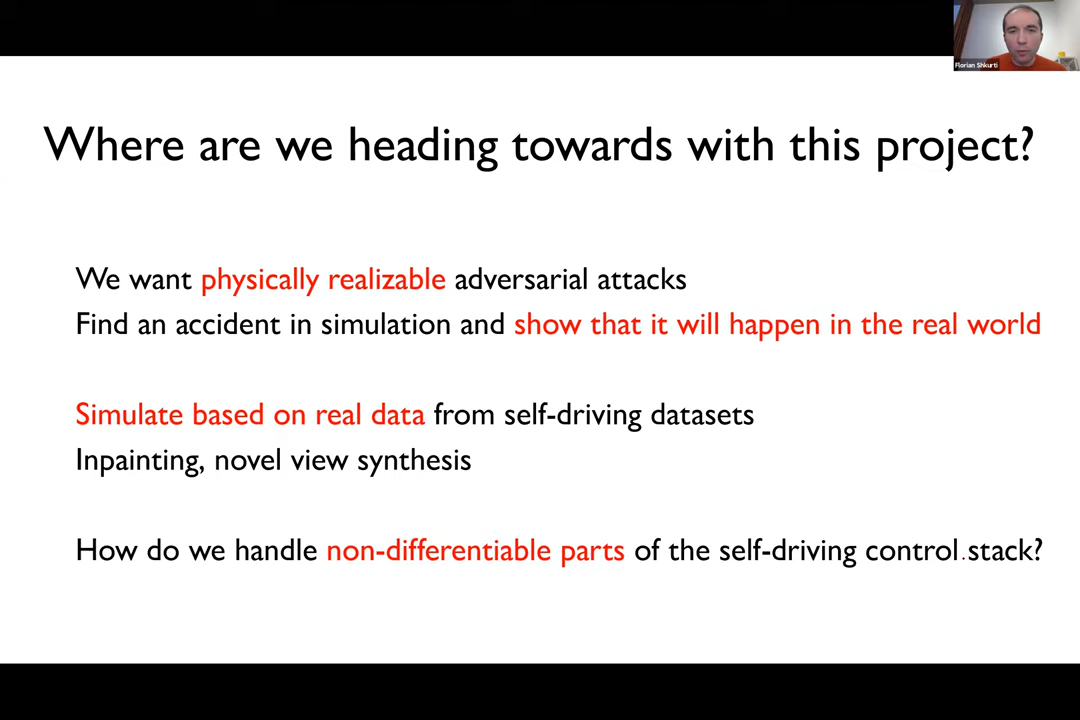 Florian Shkurti
Where are we heading towards with this project?
We want physically realizable adversarial attacks
Find an accident in simulation and show that it will happen in the real world
Simulate based on real data from self-driving datasets
Inpainting, novel view synthesis
How do we handle non-differentiable parts of the self-driving control stack?